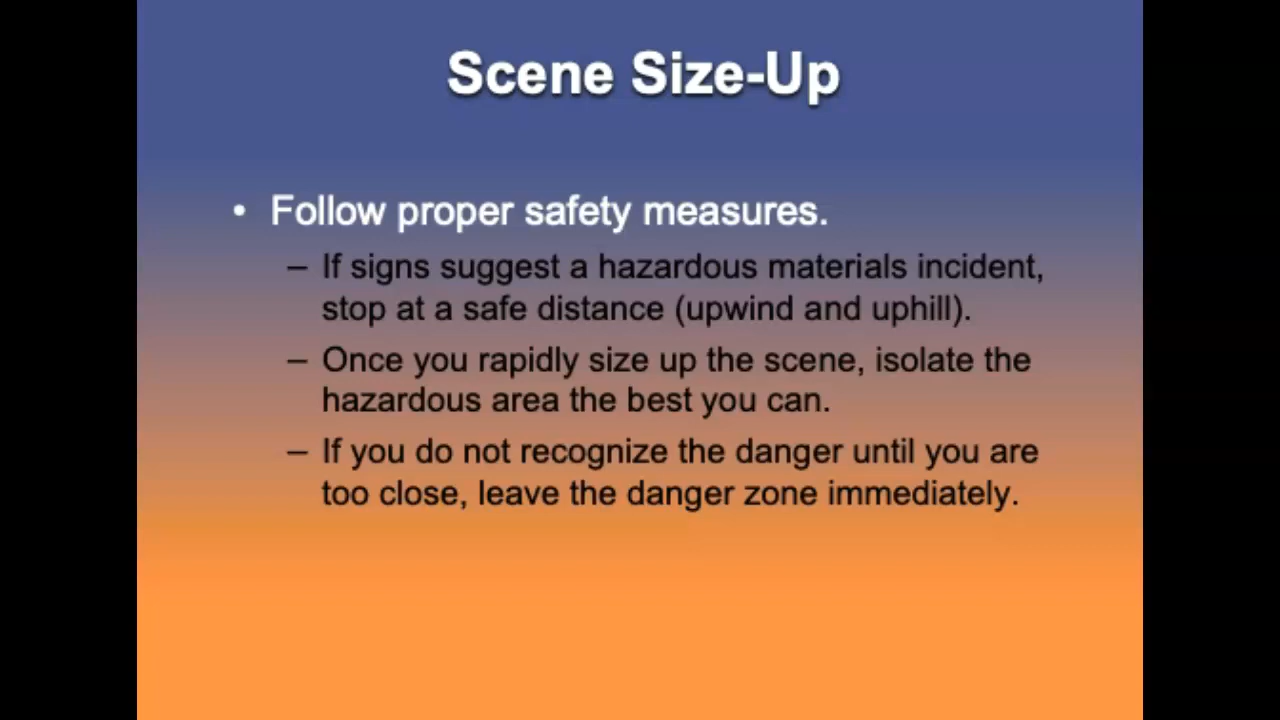 Scene Size-Up
• Follow proper safety measures.
– If signs suggest a hazardous materials incident,
stop at a safe distance (upwind and uphill).
– Once you rapidly size up the scene, isolate the
hazardous area the best you can.
– If you do not recognize the danger until you are
too close, leave the danger zone immediately.